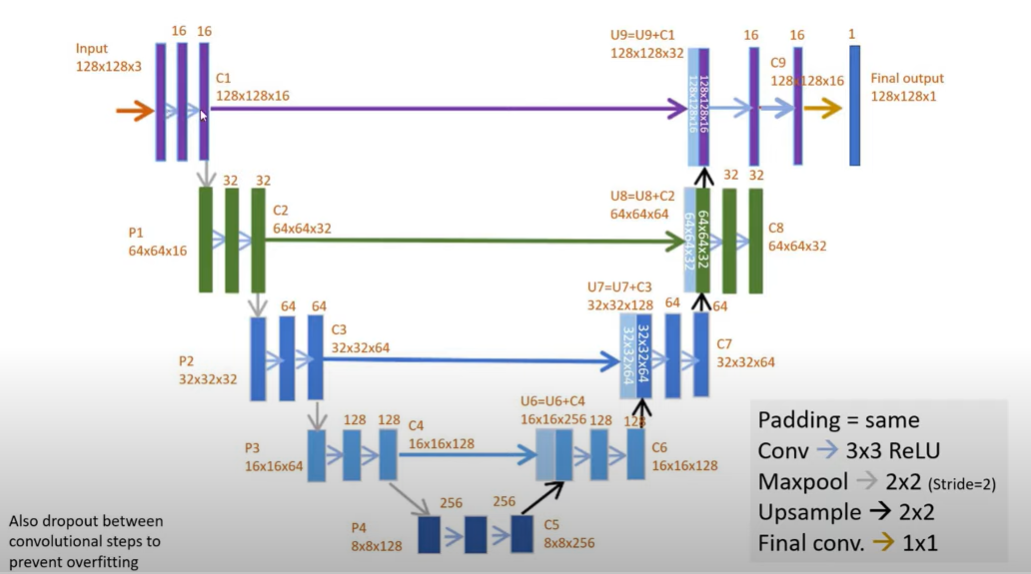 Input
128x128x3
16 16
C1
128x128x16
U9=U9+C1
128x128x32
128x128x16
128x128x16
16 16
C9
128x128x16
1
Final output
128x128x1
P1
64x64x16
32 32
C2
64x64x32
U8=U8+C2
64x64x64
64x64x32
64x64x32
32 32
C8
64x64x32
P2
32x32x32
64 64
C3
32x32x64
U7=U7+C3
32x32x128
32x32x64
32x32x64
64 64
C7
32x32x64
P3
16x16x64
128 128
C4
16x16x128
U6=U6+C4
16x16x256
128 128
C6
16x16x128
P4
8x8x128
256 256
C5
8x8x256
Also dropout between
convolutional steps to
prevent overfitting
Padding = same
Conv → 3x3 ReLU
Maxpool → 2x2 (Stride=2)
Upsample → 2x2
Final conv. → 1x1